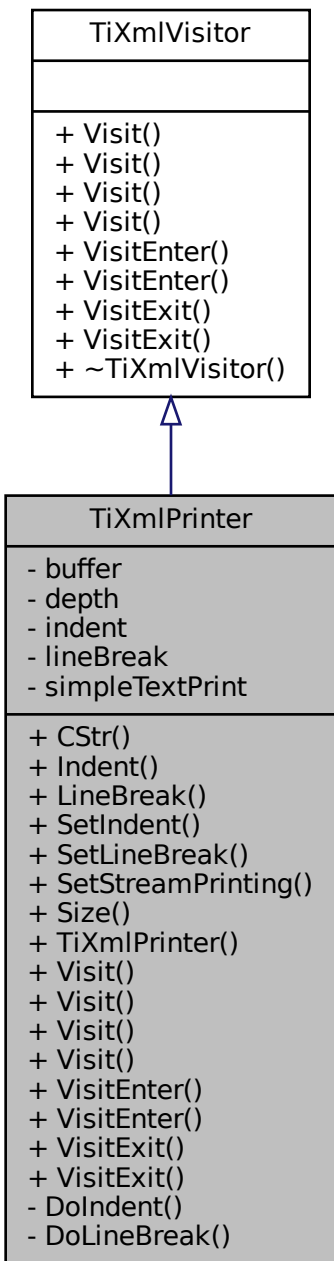 TiXmlVisitor
+ Visit()
+ Visit()
+ Visit()
+ Visit()
+ VisitEnter()
+ VisitEnter()
+ VisitExit()
+ VisitExit()
+ ~TiXmlVisitor()
TiXmlPrinter
- buffer
- depth
- indent
- lineBreak
- simpleTextPrint
+ CStr()
+ Indent()
+ LineBreak()
+ SetIndent()
+ SetLineBreak()
+ SetStreamPrinting()
+ Size()
+ TiXmlPrinter()
+ Visit()
+ Visit()
+ Visit()
+ Visit()
+ VisitEnter()
+ VisitEnter()
+ VisitExit()
+ VisitExit()
- DoIndent()
- DoLineBreak()